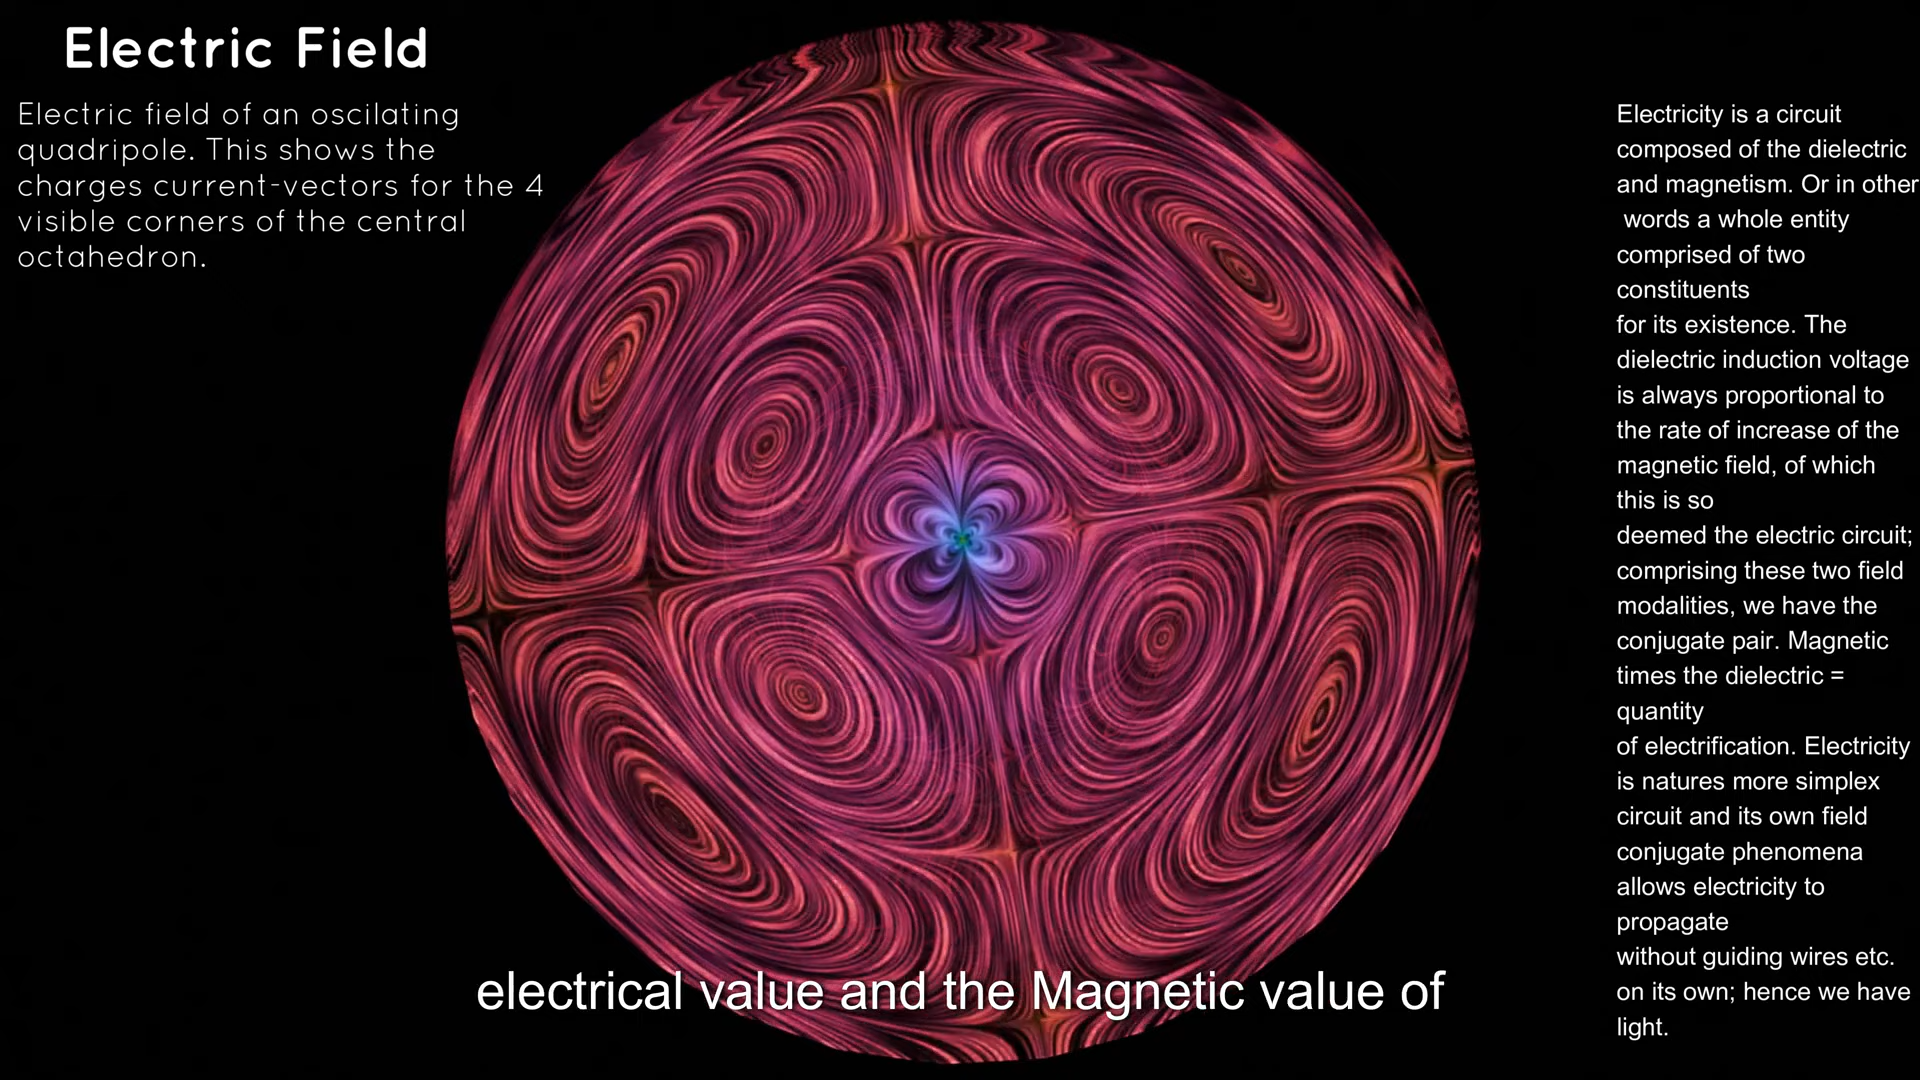 Electric Field
Electric field of an oscilating
quadripole. This shows the
charges current-vectors for the 4
visible corners of the central
octahedron.
Electricity is a circuit
composed of the dielectric
and magnetism. Or in other
words a whole entity
comprised of two
constituents
for its existence. The
dielectric induction voltage
is always proportional to
the rate of increase of the
magnetic field, of which
this is so
deemed the electric circuit;
comprising these two field
modalities, we have the
conjugate pair. Magnetic
times the dielectric =
quantity
of electrification. Electricity
is natures more simplex
circuit and its own field
conjugate phenomena
allows electricity to
propagate
without guiding wires etc.
on its own; hence we have
light.
electrical value and the Magnetic value of